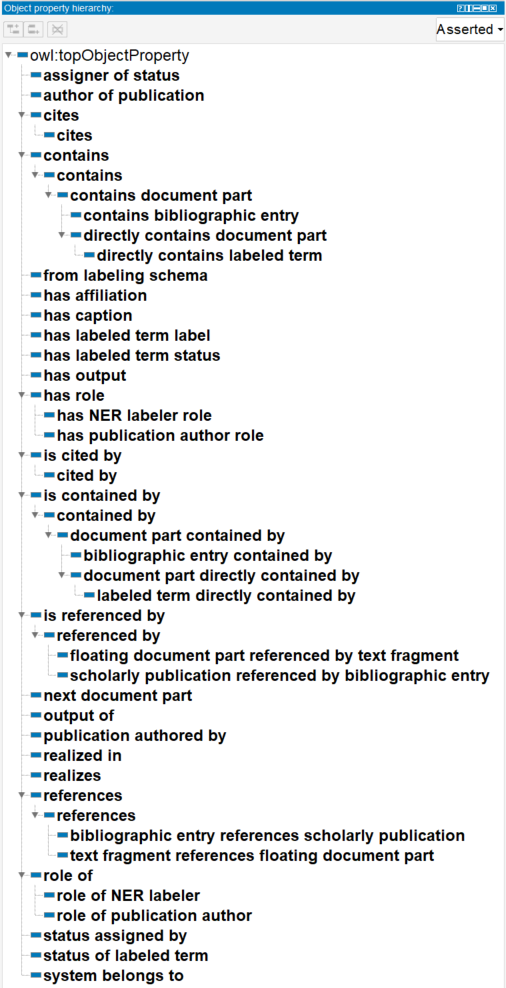 Object property hierarchy:
Asserted
owl:topObjectProperty
assigner of status
author of publication
cites
cites
contains
contains
contains document part
contains bibliographic entry
directly contains document part
directly contains labeled term
from labeling schema
has affiliation
has caption
has labeled term label
has labeled term status
has output
has role
has NER labeler role
has publication author role
is cited by
cited by
is contained by
contained by
document part contained by
bibliographic entry contained by
document part directly contained by
labeled term directly contained by
is referenced by
referenced by
floating document part referenced by text fragment
scholarly publication referenced by bibliographic entry
next document part
output of
publication authored by
realized in
realizes
references
references
bibliographic entry references scholarly publication
text fragment references floating document part
role of
role of NER labeler
role of publication author
status assigned by
status of labeled term
system belongs to